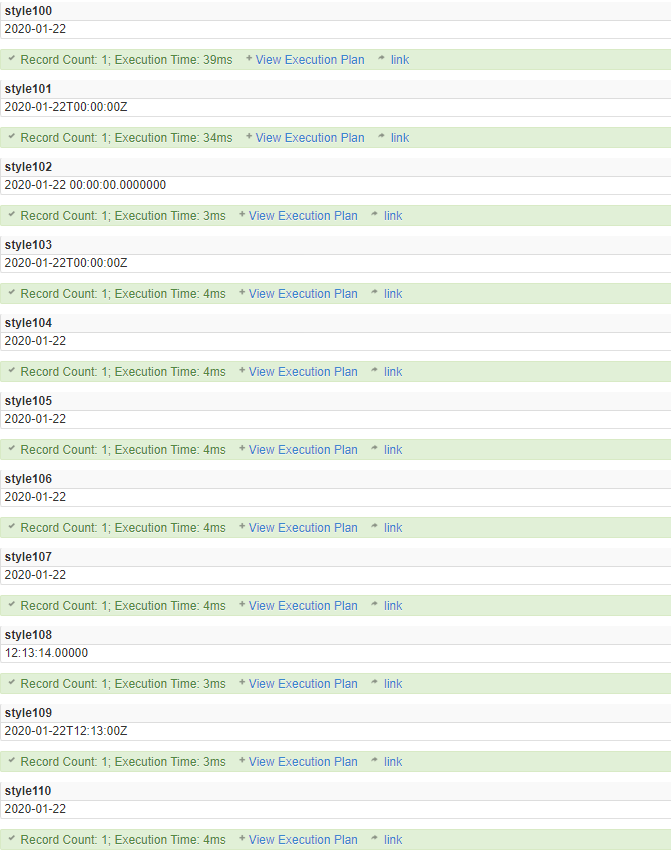 style100
2020-01-22
Record Count: 1; Execution Time: 39ms View Execution Plan link
style101
2020-01-22T00:00:00Z
Record Count: 1; Execution Time: 34ms View Execution Plan link
style102
2020-01-22 00:00:00.0000000
Record Count: 1; Execution Time: 3ms View Execution Plan link
style103
2020-01-22T00:00:00Z
Record Count: 1; Execution Time: 4ms View Execution Plan link
style104
2020-01-22
Record Count: 1; Execution Time: 4ms View Execution Plan link
style105
2020-01-22
Record Count: 1; Execution Time: 4ms View Execution Plan link
style106
2020-01-22
Record Count: 1; Execution Time: 4ms View Execution Plan link
style107
2020-01-22
Record Count: 1; Execution Time: 4ms View Execution Plan link
style108
12:13:14.00000
Record Count: 1; Execution Time: 3ms View Execution Plan link
style109
2020-01-22T12:13:00Z
Record Count: 1; Execution Time: 3ms View Execution Plan link
style110
2020-01-22
Record Count: 1; Execution Time: 4ms View Execution Plan link